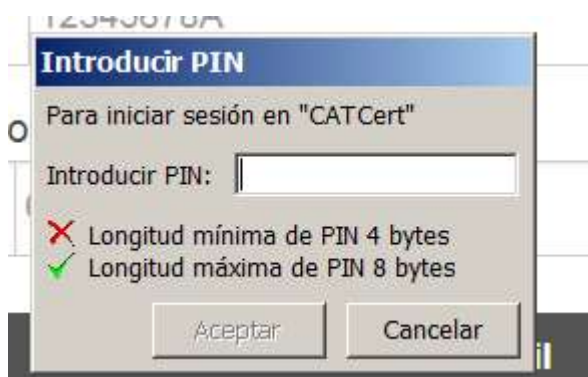 12345678A
Introducir PIN
Para iniciar sesión en "CATCert"
Introducir PIN:
Longitud mínima de PIN 4 bytes
Longitud máxima de PIN 8 bytes
Aceptar
Cancelar